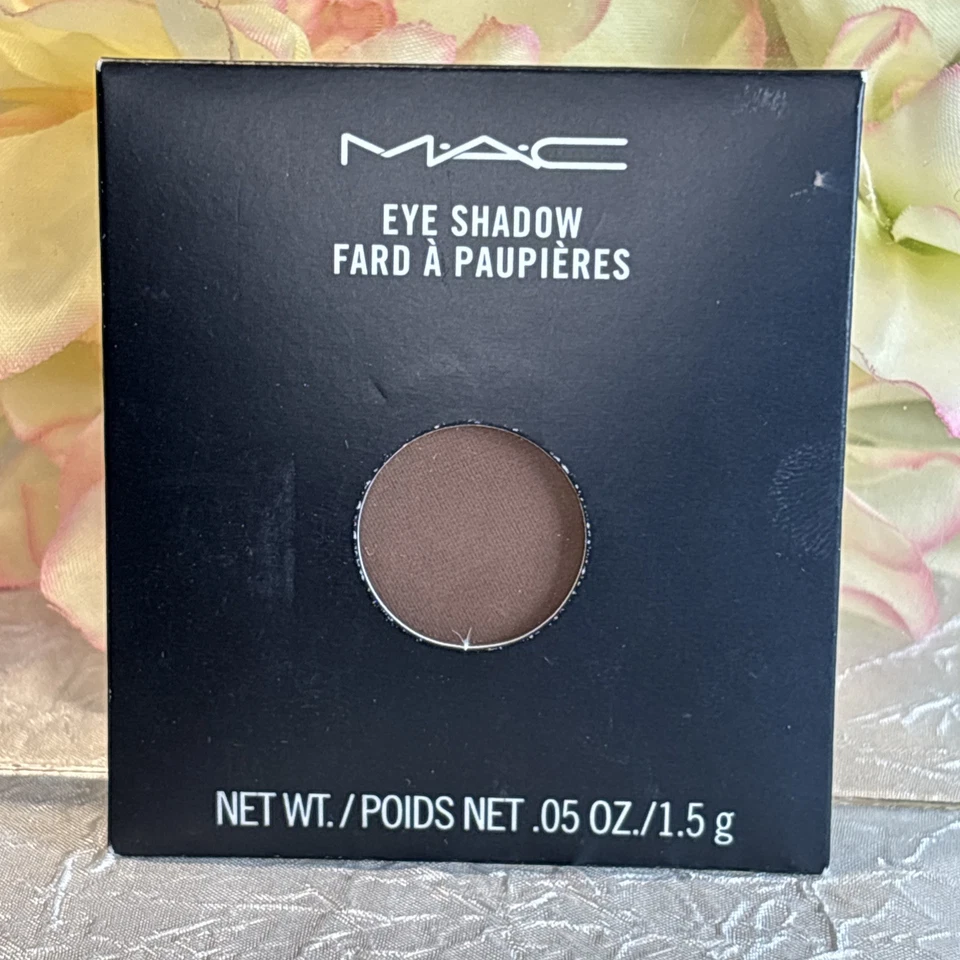 M·A·C
EYE SHADOW
FARD À PAUPIÈRES
NET WT. / POIDS NET .05 OZ./1.5 g